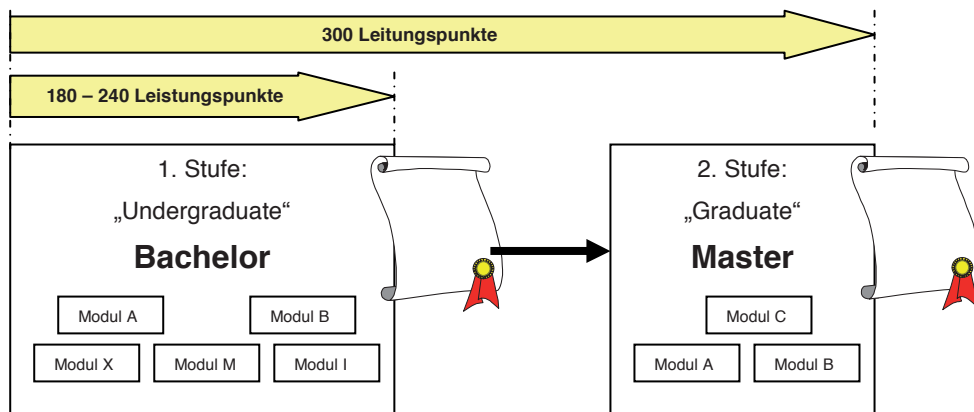 300 Leitungspunkte
180 – 240 Leistungspunkte
1. Stufe:
„Undergraduate“
Bachelor
Modul A
Modul B
Modul X
Modul M
Modul I
2. Stufe:
„Graduate“
Master
Modul C
Modul A
Modul B